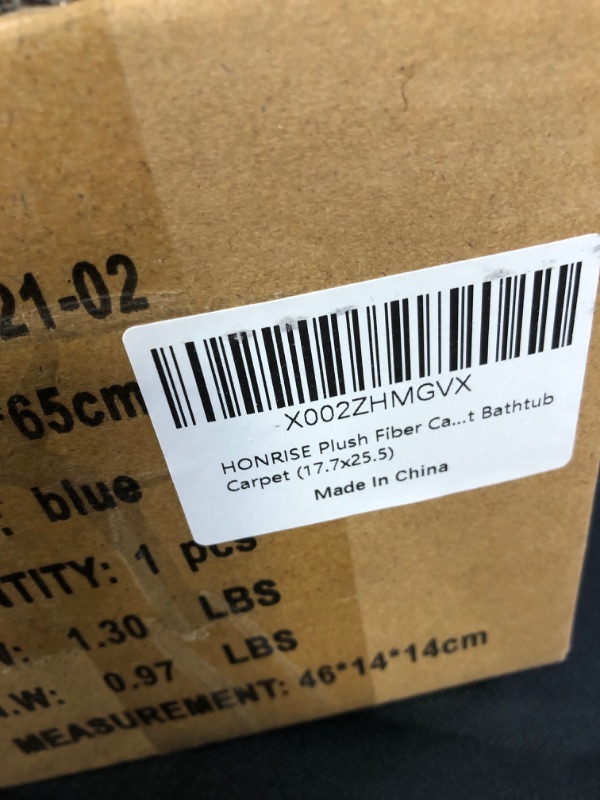 21-02
*65cm
: blue
TITY: 1 pcs
: 1.30 LBS
.W: 0.97 LBS
MEASUREMENT: 46*14*14cm
X002ZHMGVX
HONRISE Plush Fiber Ca...t Bathtub
Carpet (17.7x25.5)
Made In China